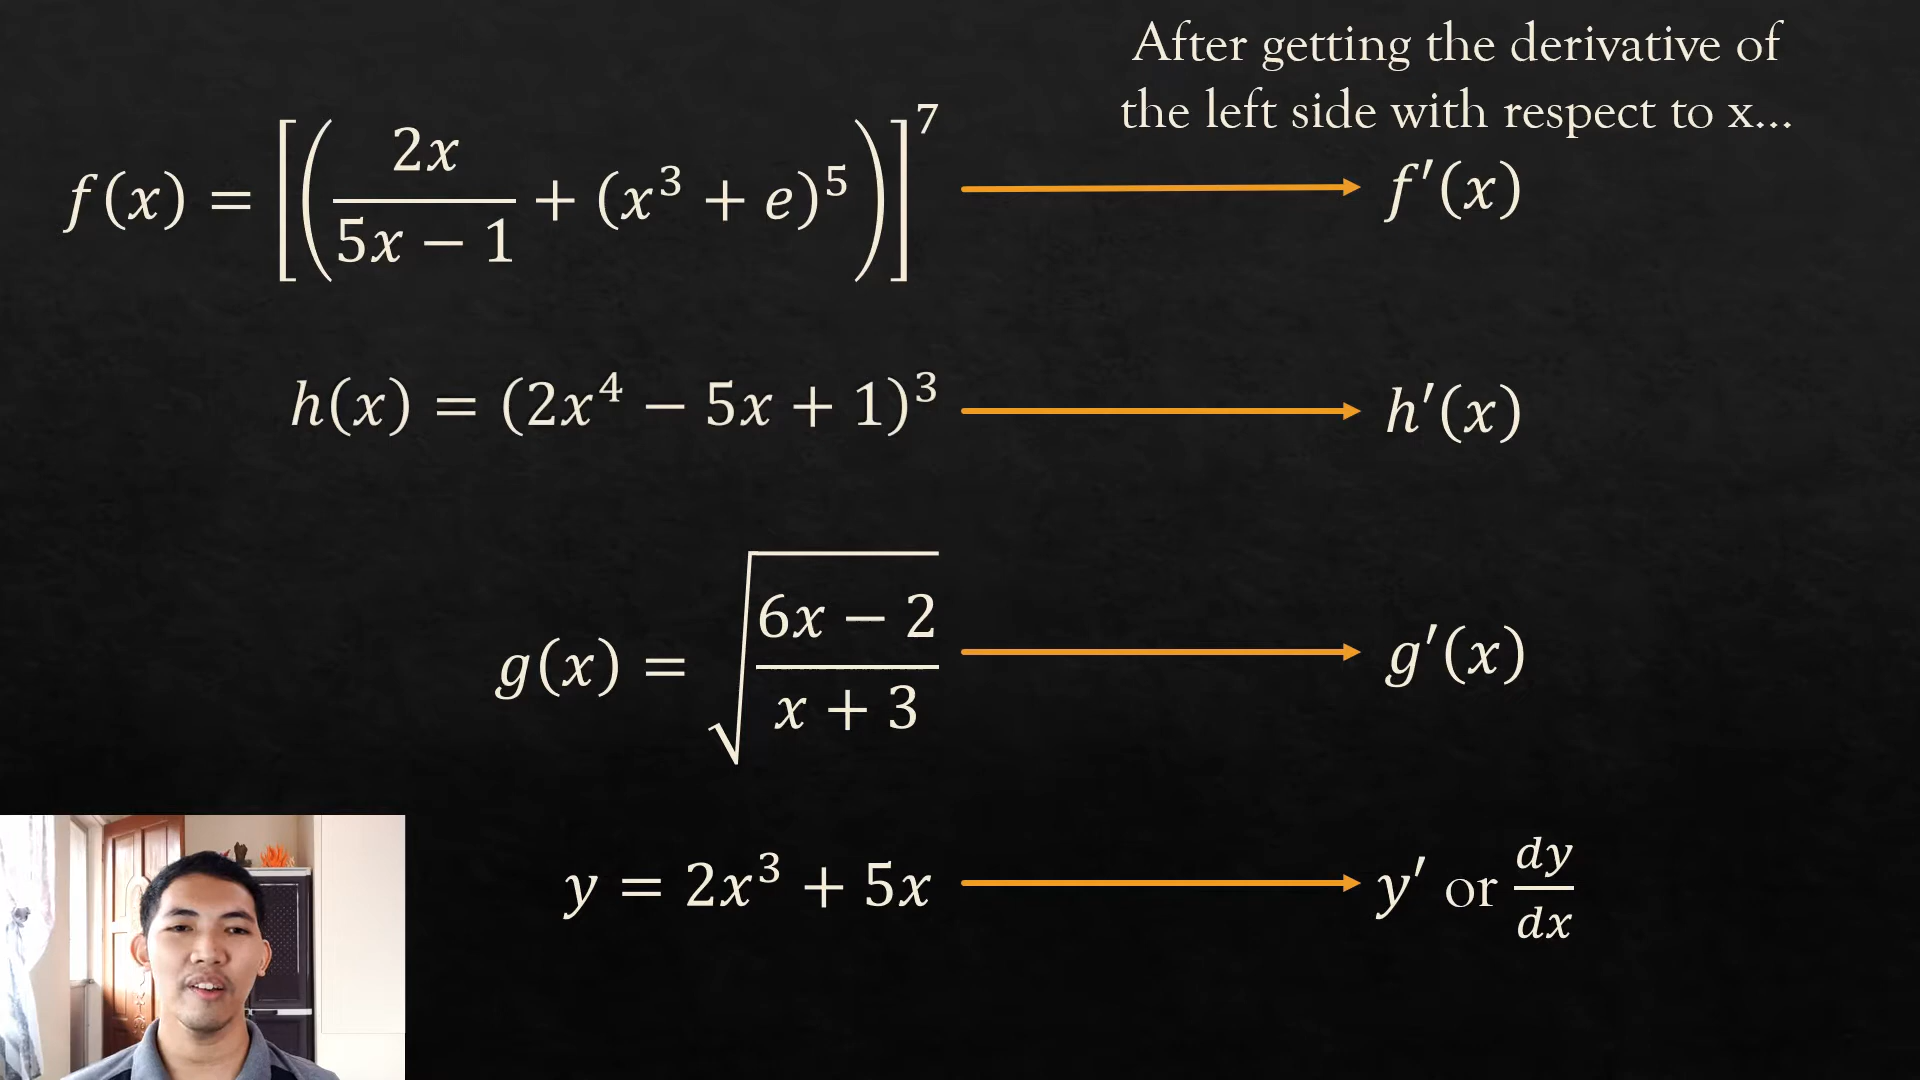 After getting the derivative of
the left side with respect to x...
f(x) = [(2x/(5x − 1) + (x³ + e)⁵)]⁷ f′(x)
h(x) = (2x⁴ − 5x + 1)³ h′(x)
g(x) = √((6x − 2)/(x + 3)) g′(x)
y = 2x³ + 5x y′ or dy/dx